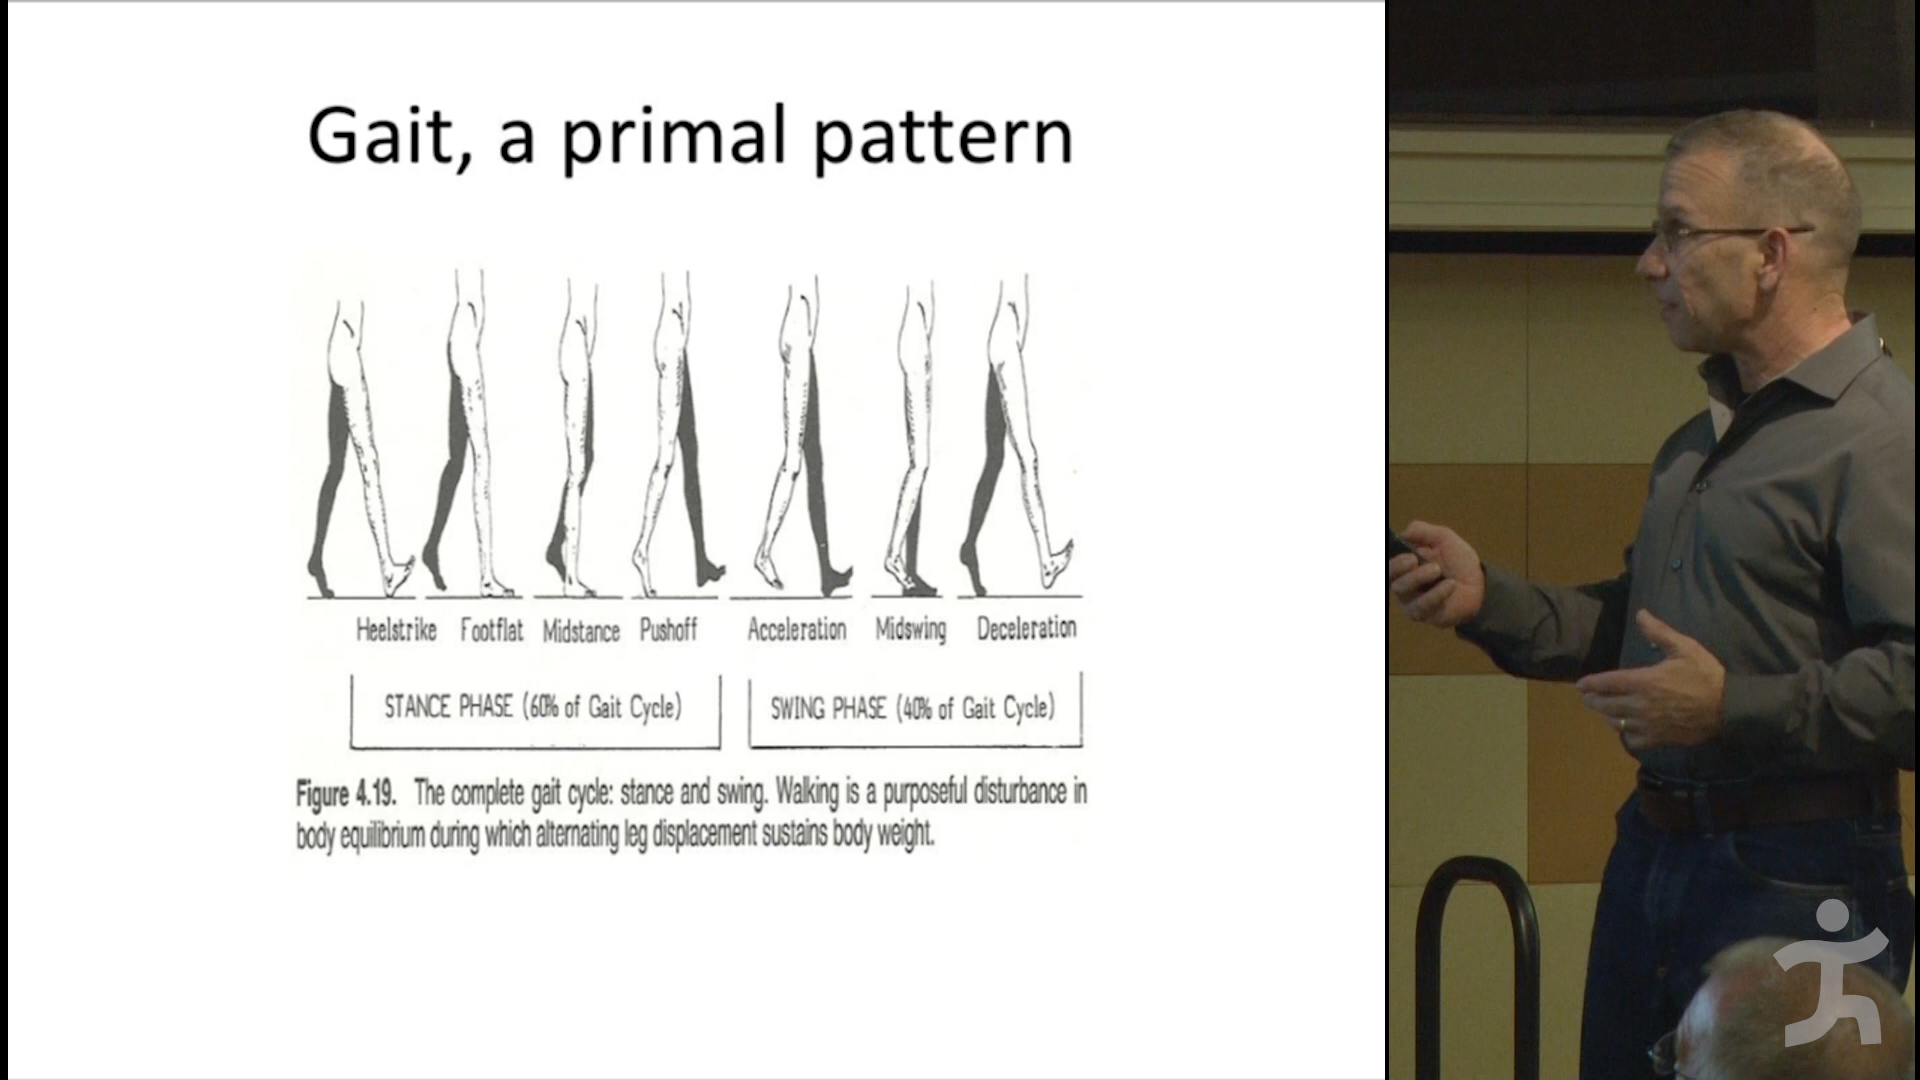 Gait, a primal pattern
Heelstrike Footflat Midstance Pushoff Acceleration Midswing Deceleration
STANCE PHASE (60% of Gait Cycle) SWING PHASE (40% of Gait Cycle)
Figure 4.19. The complete gait cycle: stance and swing. Walking is a purposeful disturbance in
body equilibrium during which alternating leg displacement sustains body weight.